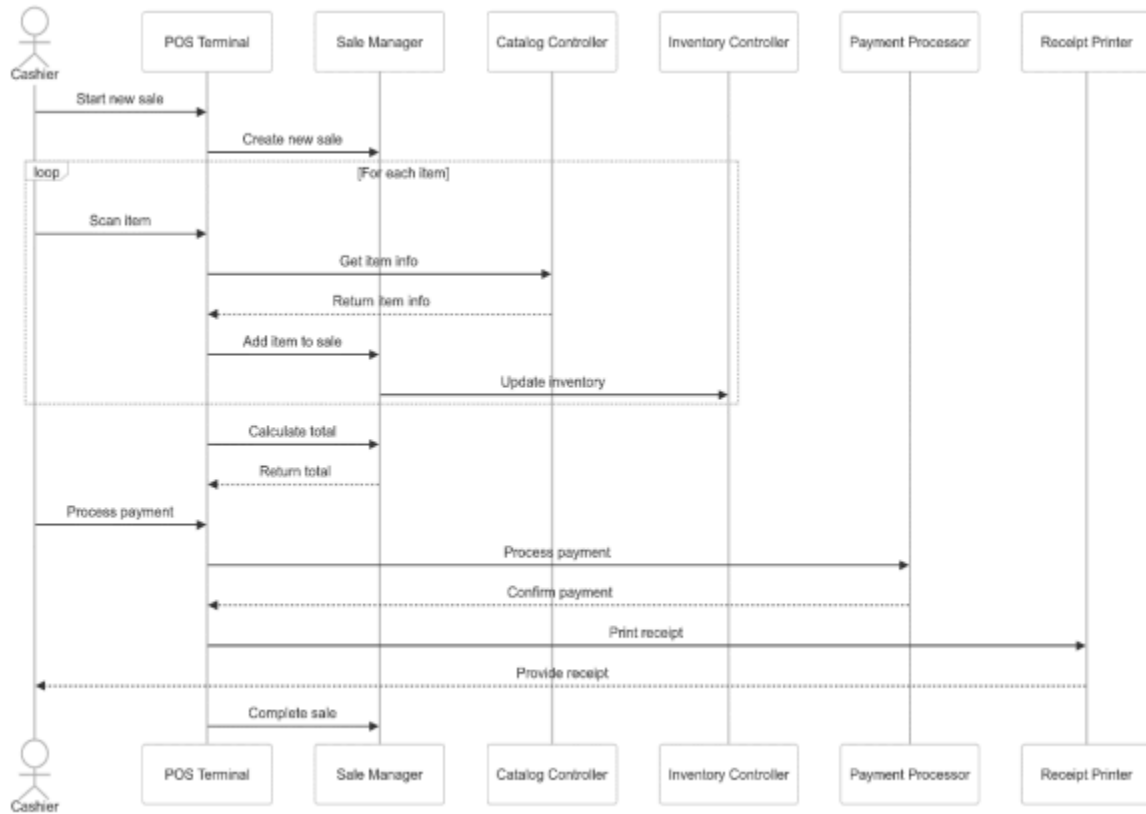 POS Terminal
Sale Manager
Catalog Controller
Inventory Controller
Payment Processor
Receipt Printer
Cashier
Start new sale
Create new sale
loop
[For each item]
Scan item
Get item info
Return item info
Add item to sale
Update inventory
Calculate total
Return total
Process payment
Process payment
Confirm payment
Print receipt
Provide receipt
Complete sale
POS Terminal
Sale Manager
Catalog Controller
Inventory Controller
Payment Processor
Receipt Printer
Cashier